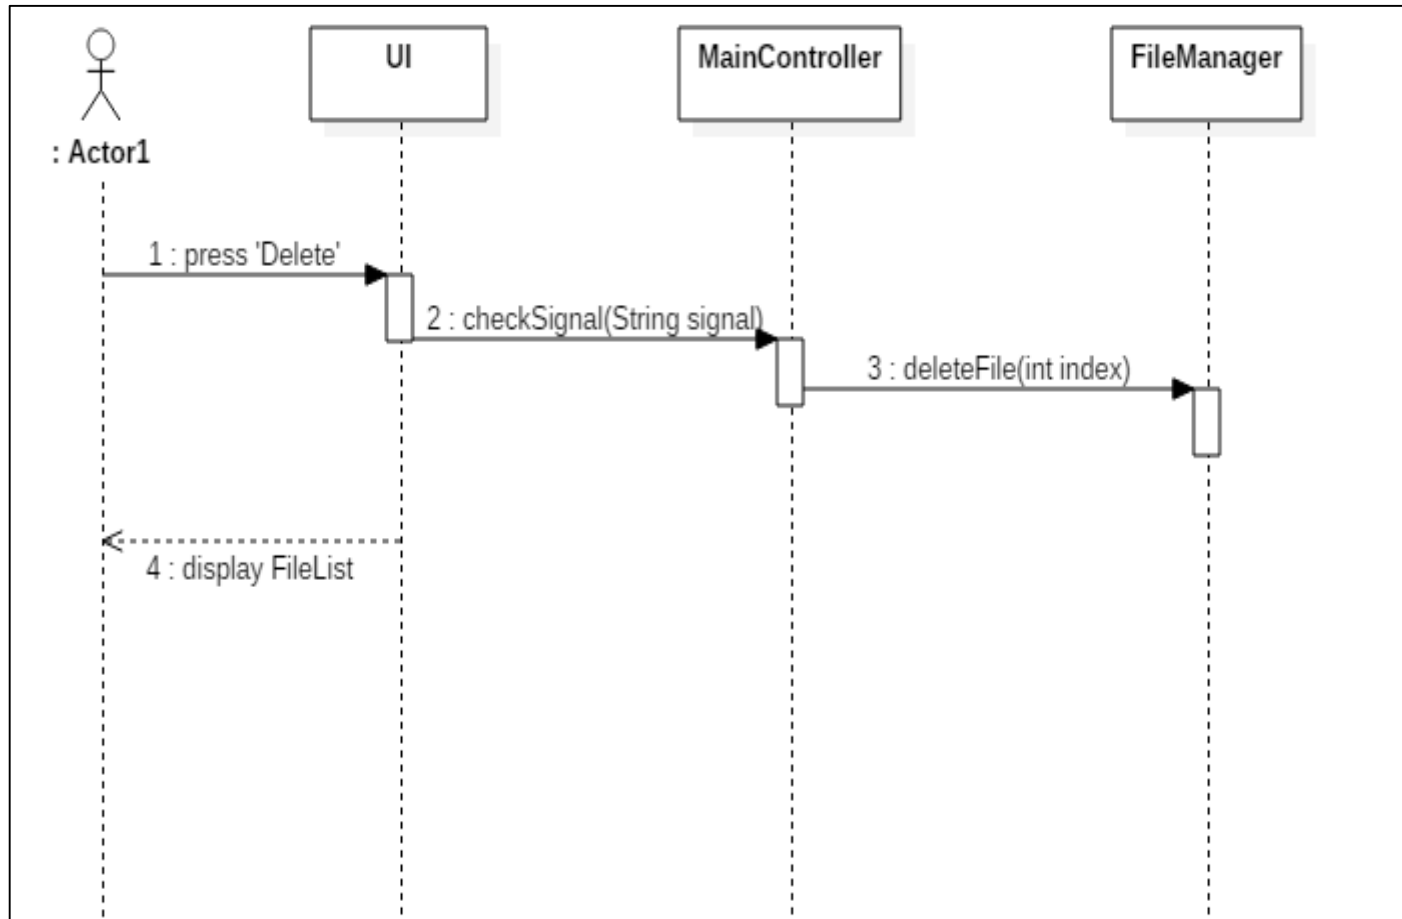 UI
MainController
FileManager
: Actor1
1 : press 'Delete'
2 : checkSignal(String signal)
3 : deleteFile(int index)
4 : display FileList